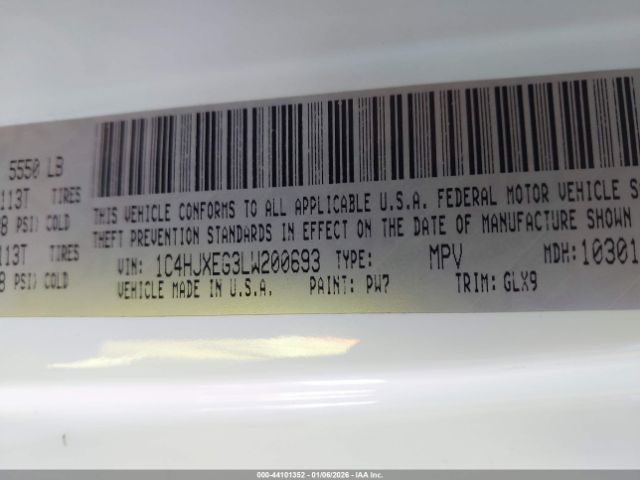 5550 LB
113T TIRES
8 PSI/ COLD
113T TIRES
8 PSI/ COLD
THIS VEHICLE CONFORMS TO ALL APPLICABLE U.S.A. FEDERAL MOTOR VEHICLE S
THEFT PREVENTION STANDARDS IN EFFECT ON THE DATE OF MANUFACTURE SHOWN
VIN: 1C4HJXEG3LW200693 TYPE: MPV MDH: 10301
VEHICLE MADE IN U.S.A. PAINT: PW7 TRIM: GLX9
000-44101352 | 01/06/2026 - IAA Inc.